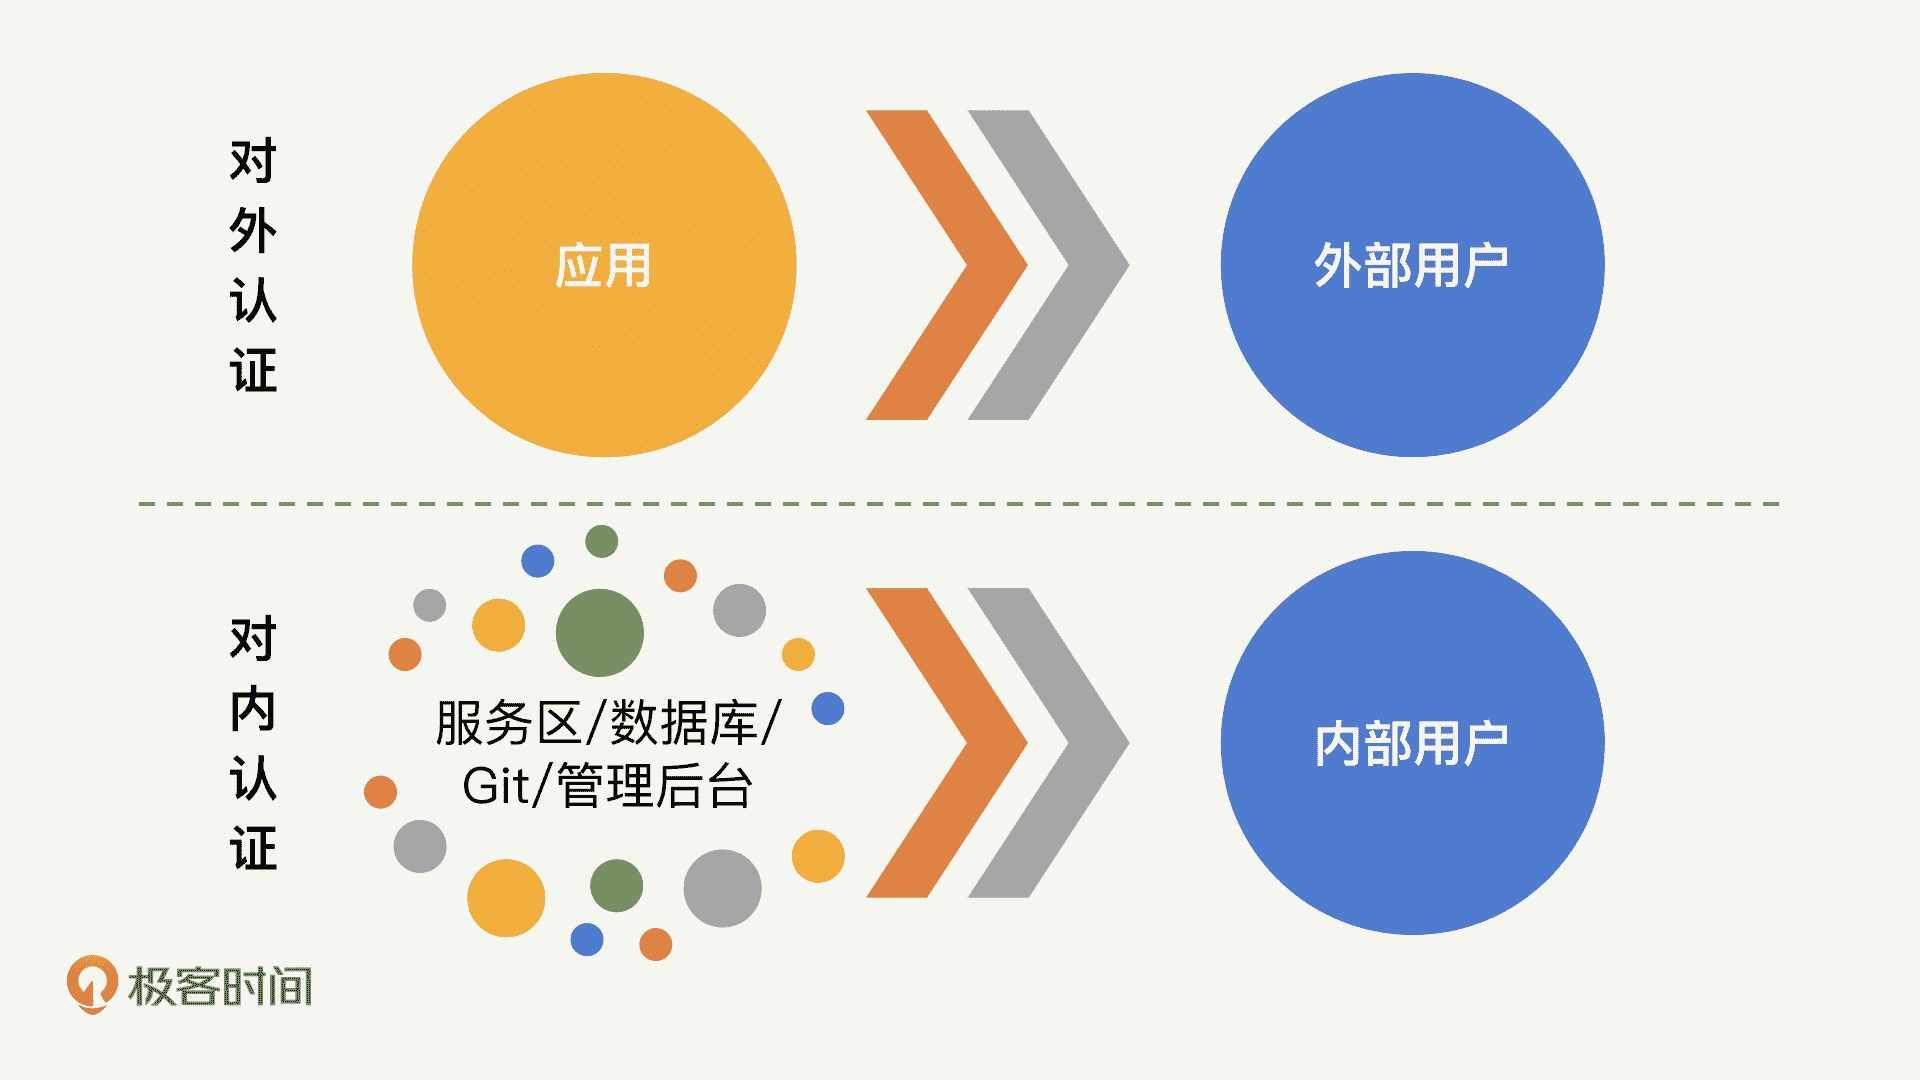 对外认证
应用
外部用户
对内认证
服务区/数据库/
Git/管理后台
内部用户
极客时间